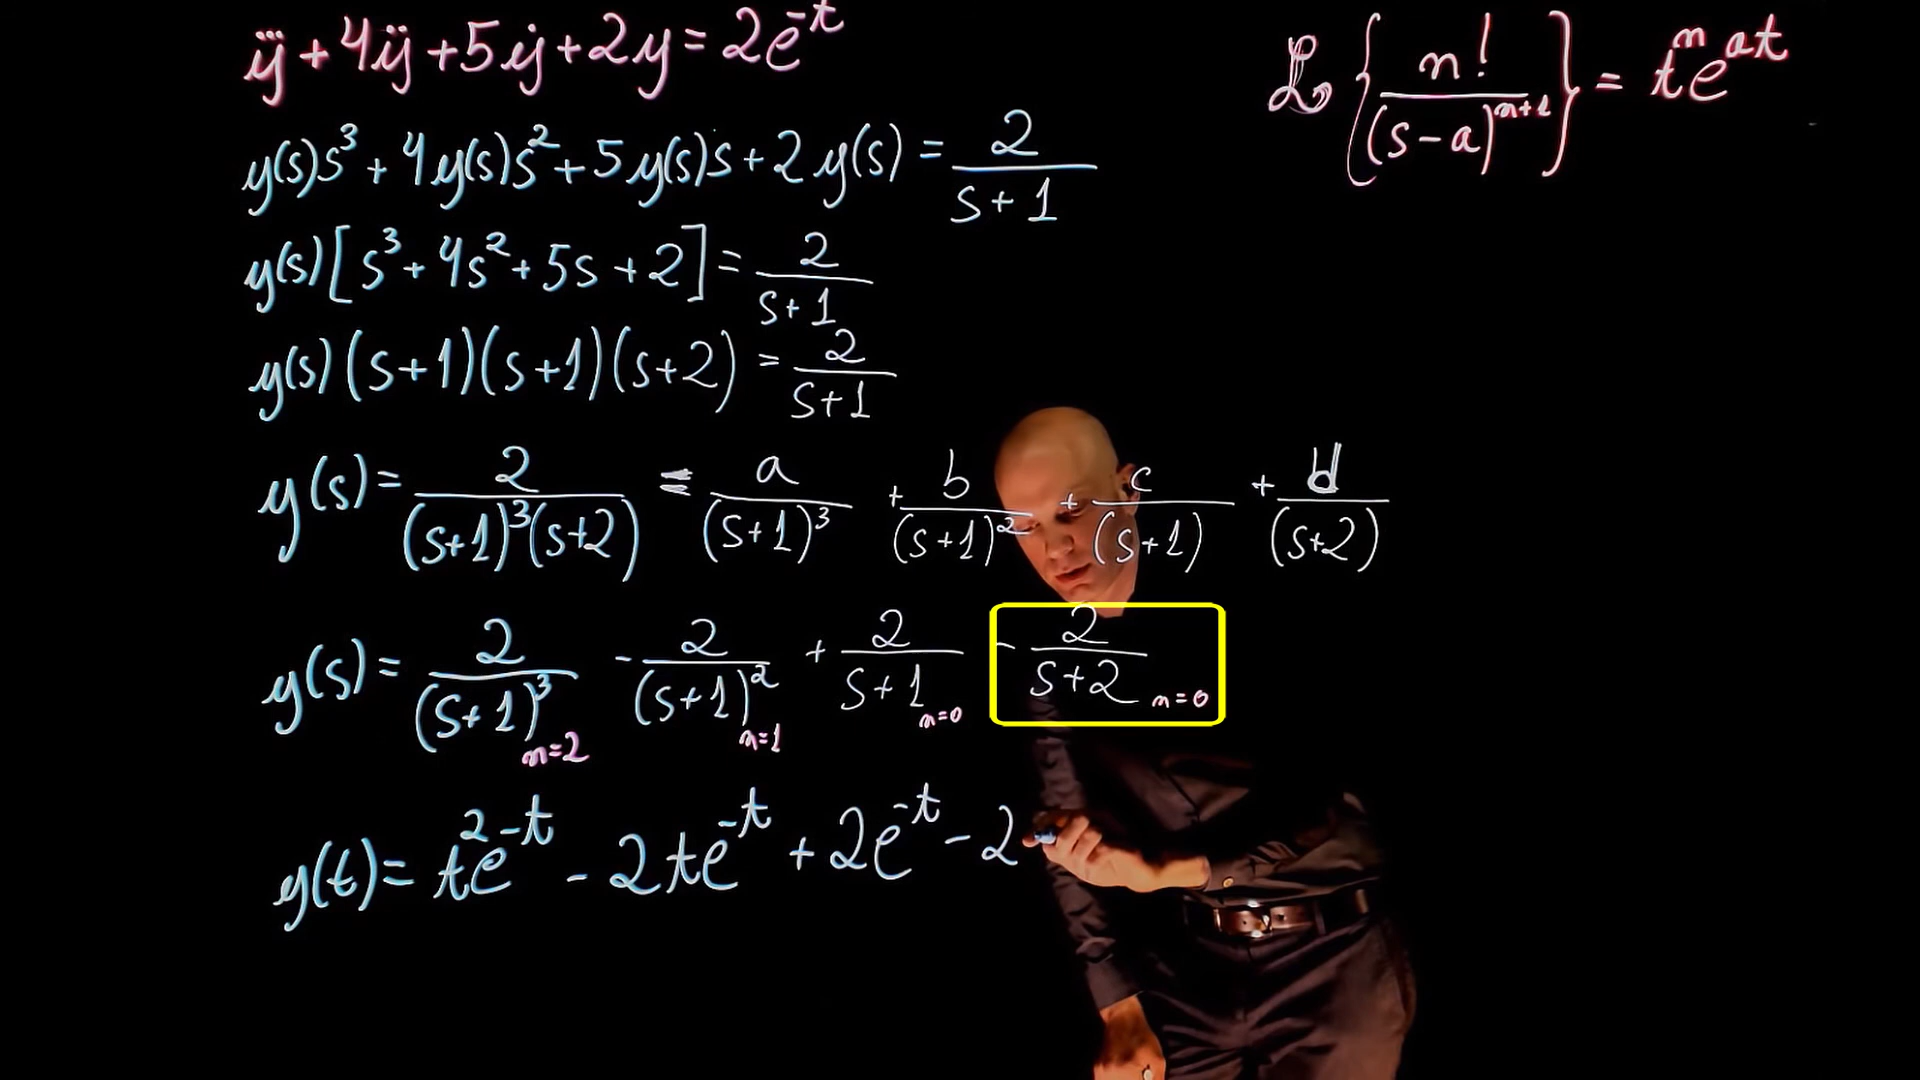 y⃛ + 4ÿ + 5ẏ + 2y = 2e^{-t}
ℒ{n!/(s-a)^{n+1}} = t^n e^{at}
y(s)s³ + 4y(s)s² + 5y(s)s + 2y(s) = 2/(s+1)
y(s)[s³ + 4s² + 5s + 2] = 2/(s+1)
y(s)(s+1)(s+1)(s+2) = 2/(s+1)
y(s) = 2/((s+1)³(s+2)) = a/(s+1)³ + b/(s+1)² + c/(s+1) + d/(s+2)
y(s) = 2/(s+1)³ - 2/(s+1)² + 2/(s+1) - 2/(s+2)
n=2 n=1 n=0 n=0
y(t) = t²e^{-t} - 2te^{-t} + 2e^{-t} - 2